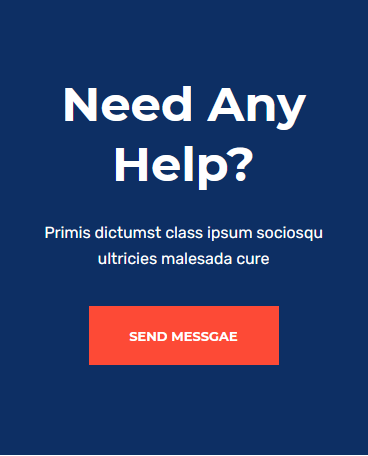 Need Any
Help?
Primis dictumst class ipsum sociosqu
ultricies malesada cure
SEND MESSGAE